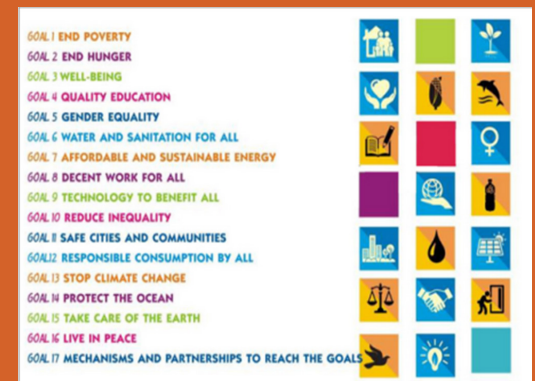 GOAL 1 END POVERTY
GOAL 2 END HUNGER
GOAL 3 WELL-BEING
GOAL 4 QUALITY EDUCATION
GOAL 5 GENDER EQUALITY
GOAL 6 WATER AND SANITATION FOR ALL
GOAL 7 AFFORDABLE AND SUSTAINABLE ENERGY
GOAL 8 DECENT WORK FOR ALL
GOAL 9 TECHNOLOGY TO BENEFIT ALL
GOAL 10 REDUCE INEQUALITY
GOAL 11 SAFE CITIES AND COMMUNITIES
GOAL12 RESPONSIBLE CONSUMPTION BY ALL
GOAL 13 STOP CLIMATE CHANGE
GOAL 14 PROTECT THE OCEAN
GOAL 15 TAKE CARE OF THE EARTH
GOAL 16 LIVE IN PEACE
GOAL 17 MECHANISMS AND PARTNERSHIPS TO REACH THE GOALS